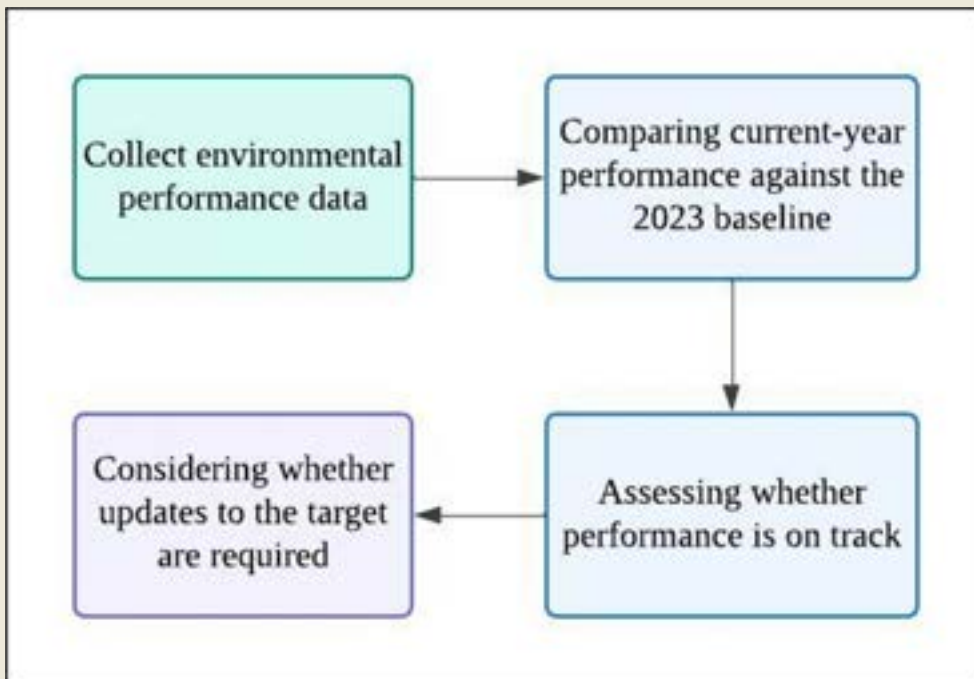 Collect environmental
performance data
Comparing current-year
performance against the
2023 baseline
Assessing whether
performance is on track
Considering whether
updates to the target
are required